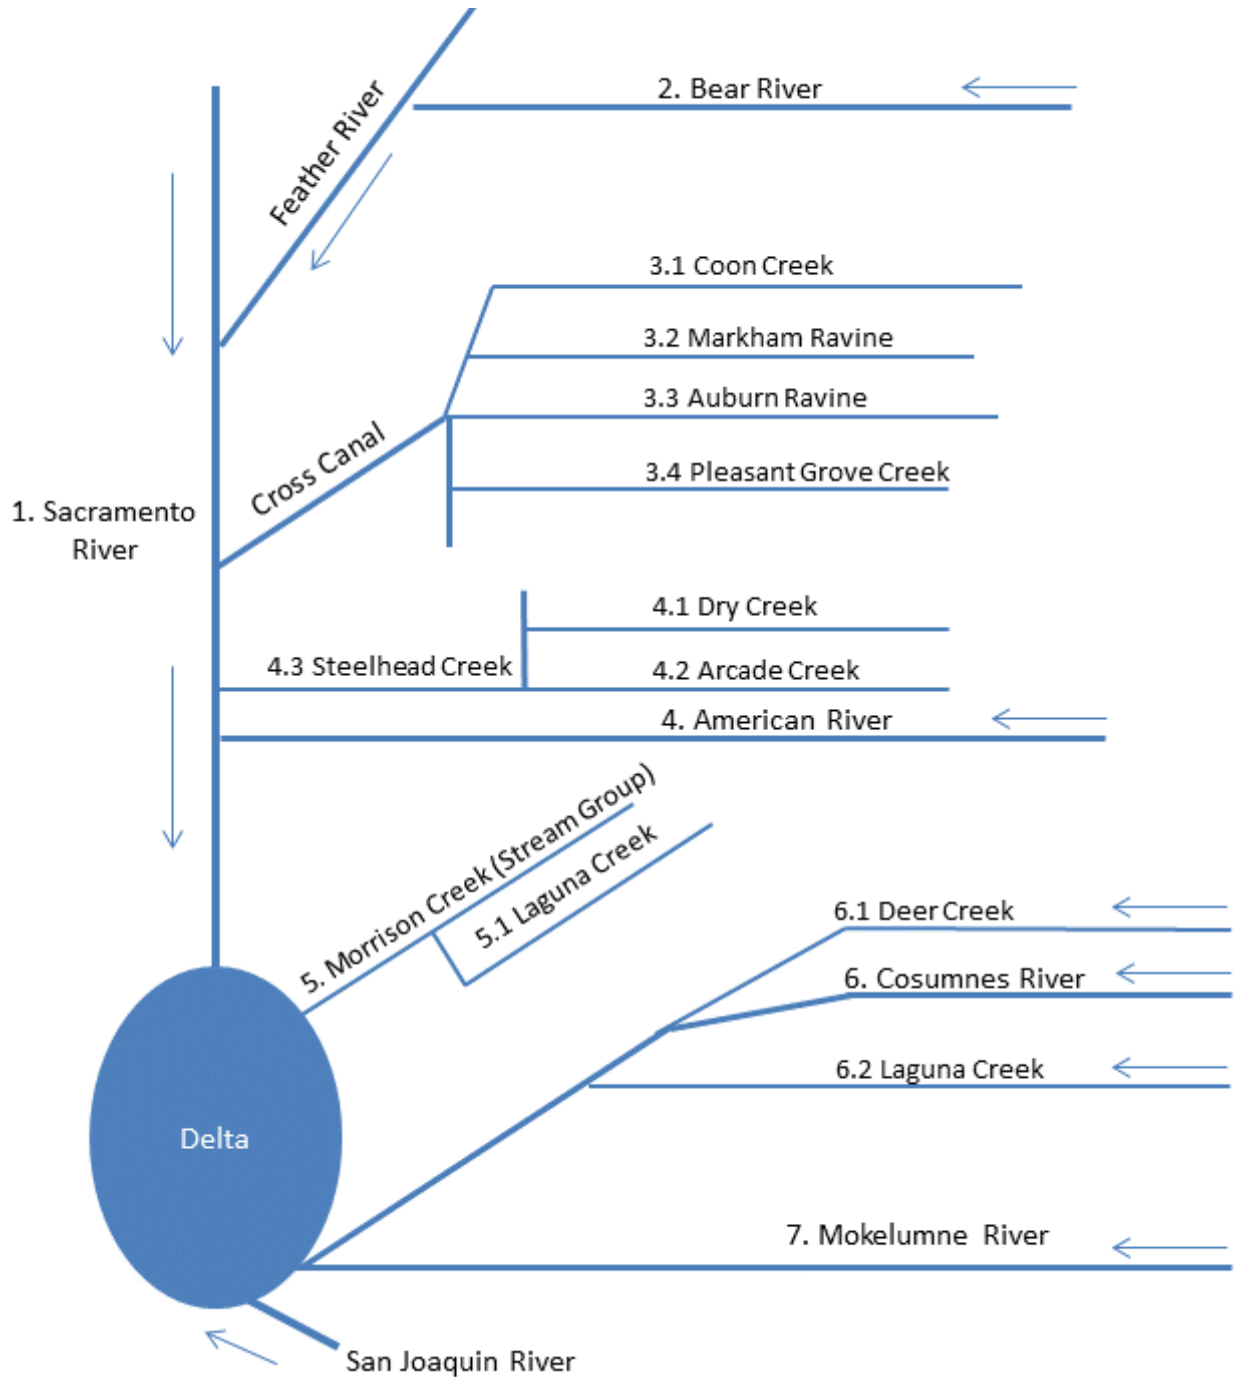 2. Bear River
Feather River
3.1 Coon Creek
3.2 Markham Ravine
3.3 Auburn Ravine
Cross Canal
3.4 Pleasant Grove Creek
1. Sacramento
River
4.1 Dry Creek
4.3 Steelhead Creek
4.2 Arcade Creek
4. American River
5. Morrison Creek (Stream Group)
5.1 Laguna Creek
6.1 Deer Creek
6. Cosumnes River
6.2 Laguna Creek
Delta
7. Mokelumne River
San Joaquin River